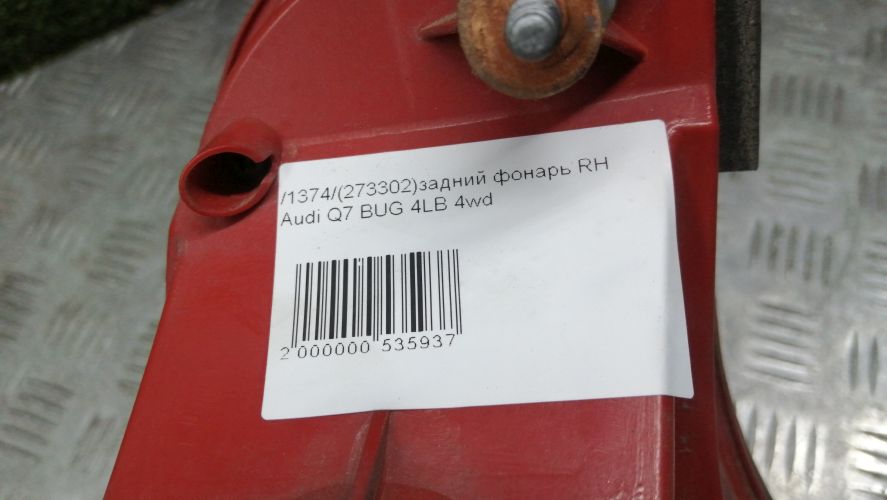 /1374/(273302)задний фонарь RH
Audi Q7 BUG 4LB 4wd
2 000000 535937